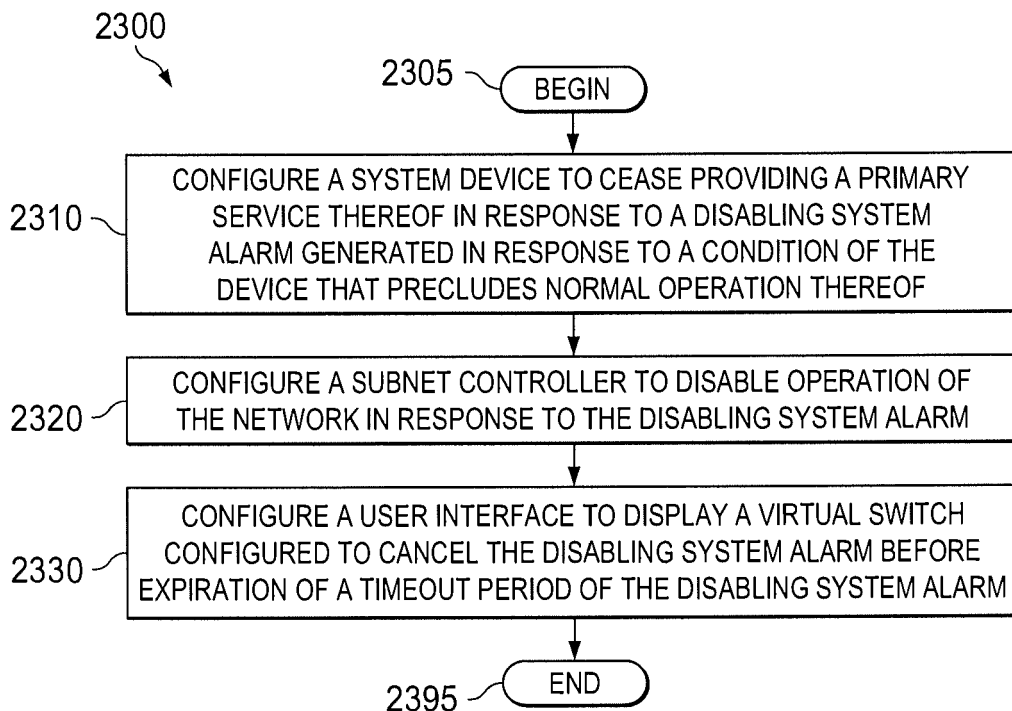 2300
2305
BEGIN
2310
CONFIGURE A SYSTEM DEVICE TO CEASE PROVIDING A PRIMARY
SERVICE THEREOF IN RESPONSE TO A DISABLING SYSTEM
ALARM GENERATED IN RESPONSE TO A CONDITION OF THE
DEVICE THAT PRECLUDES NORMAL OPERATION THEREOF
2320
CONFIGURE A SUBNET CONTROLLER TO DISABLE OPERATION OF
THE NETWORK IN RESPONSE TO THE DISABLING SYSTEM ALARM
2330
CONFIGURE A USER INTERFACE TO DISPLAY A VIRTUAL SWITCH
CONFIGURED TO CANCEL THE DISABLING SYSTEM ALARM BEFORE
EXPIRATION OF A TIMEOUT PERIOD OF THE DISABLING SYSTEM ALARM
END
2395